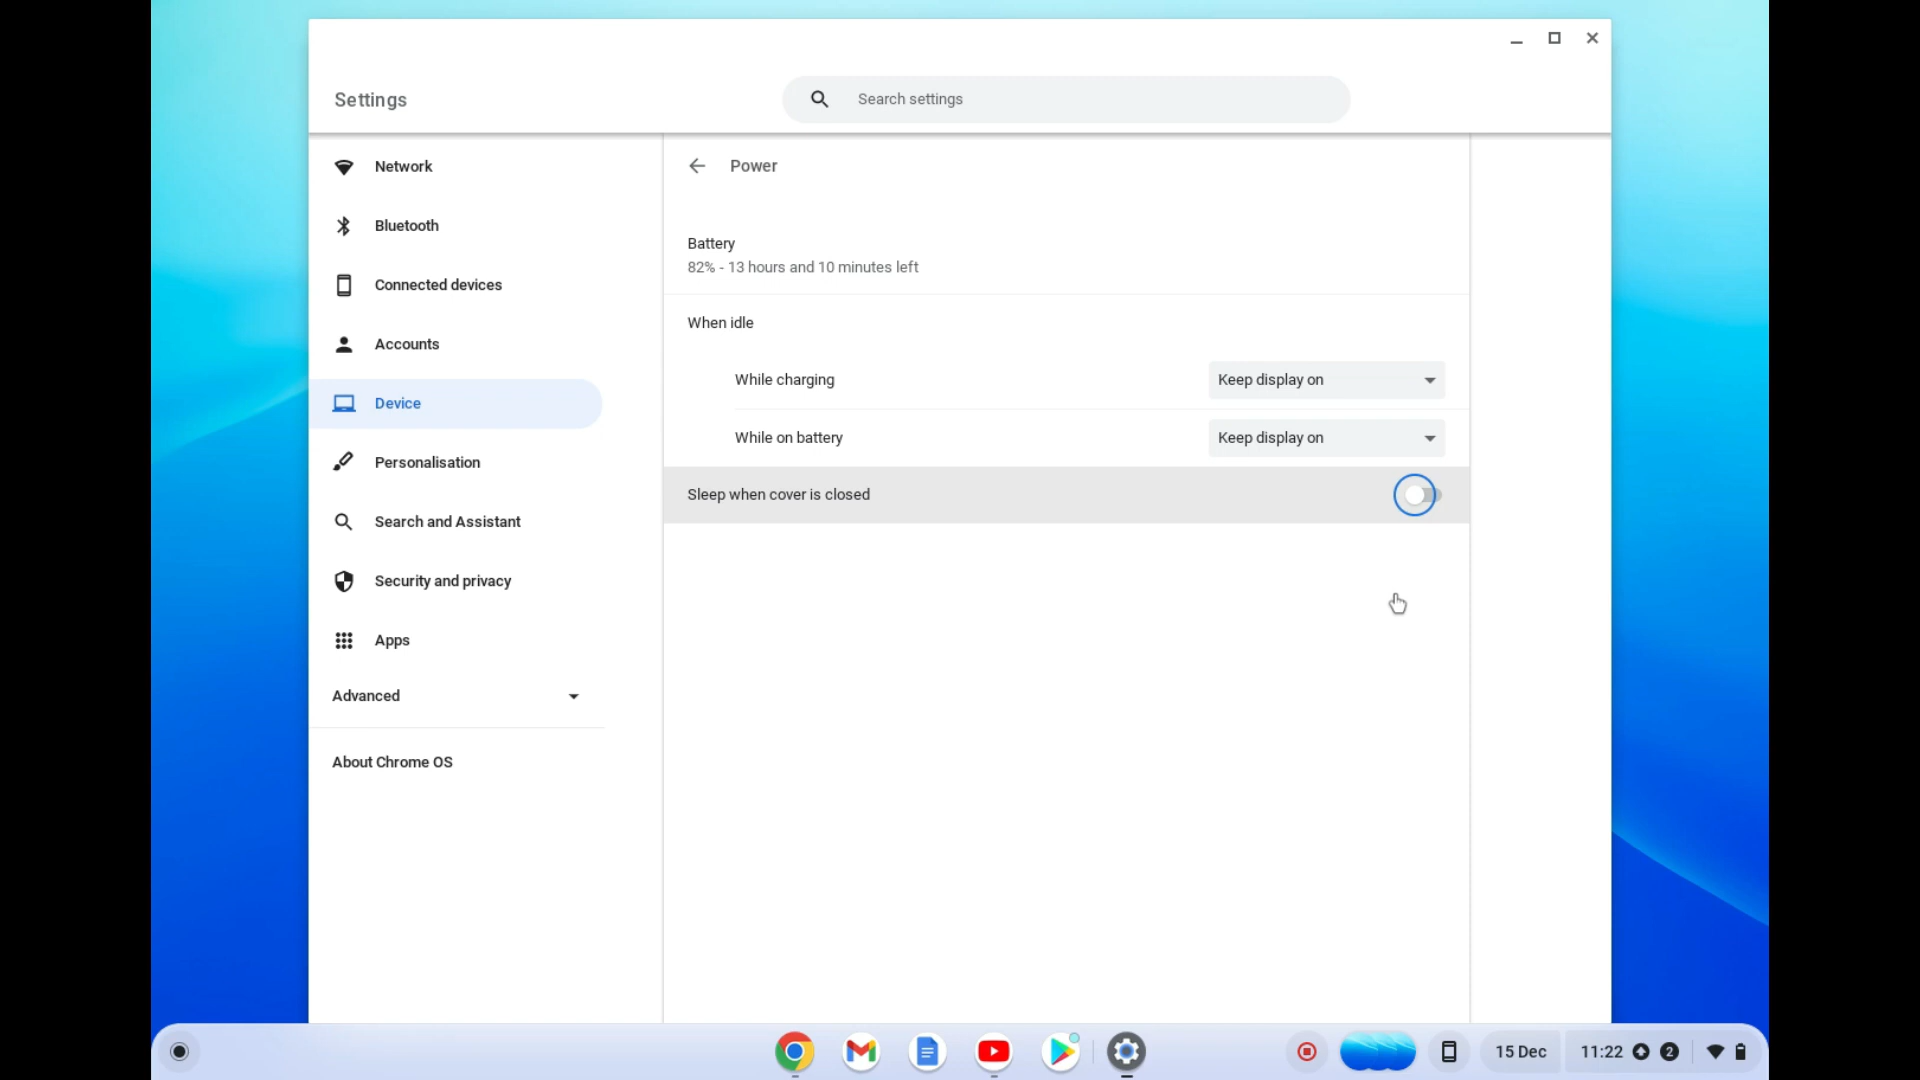 Settings
Search settings
Network
Bluetooth
Connected devices
Accounts
Device
Personalisation
Search and Assistant
Security and privacy
Apps
Advanced
About Chrome OS
Power
Battery
82% - 13 hours and 10 minutes left
When idle
While charging
Keep display on
While on battery
Keep display on
Sleep when cover is closed
15 Dec
11:22
2